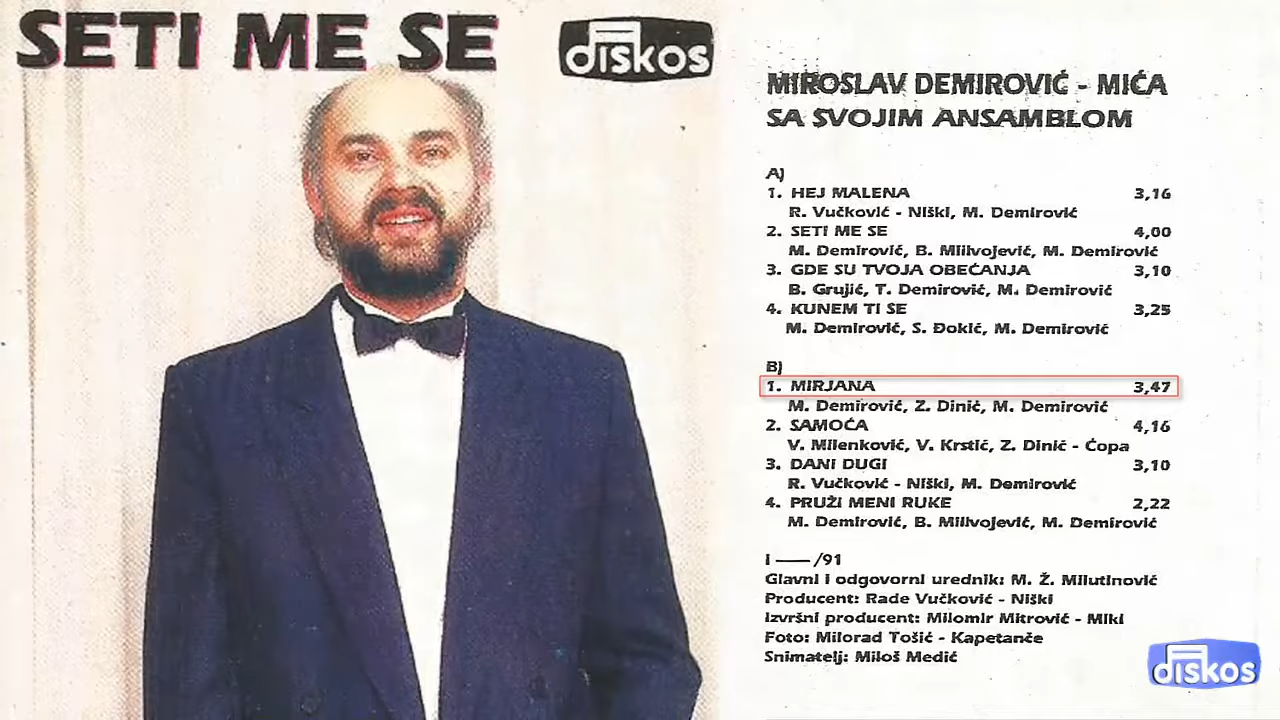 SETI ME SE
diskos
MIROSLAV DEMIROVIĆ - MIĆA
SA SVOJIM ANSAMBLOM
A)
1. HEJ MALENA 3,16
R. Vučković - Niški, M. Demirović
2. SETI ME SE 4,00
M. Demirović, B. Milivojević, M. Demirović
3. GDE SU TVOJA OBEĆANJA 3,10
B. Grujić, T. Demirović, M. Demirović
4. KUNEM TI SE 3,25
M. Demirović, S. Đokić, M. Demirović
B)
1. MIRJANA 3,47
M. Demirović, Z. Dinić, M. Demirović
2. SAMOĆA 4,16
V. Milenković, V. Krstić, Z. Dinić - Ćopa
3. DANI DUGI 3,10
R. Vučković - Niški, M. Demirović
4. PRUŽI MENI RUKE 2,22
M. Demirović, B. Milivojević, M. Demirović
I —— /91
Glavni i odgovorni urednik: M. Ž. Milutinović
Producent: Rade Vučković - Niški
Izvršni producent: Milomir Mitrović - Miki
Foto: Milorad Tošić - Kapetanče
Snimatelj: Miloš Medić
diskos